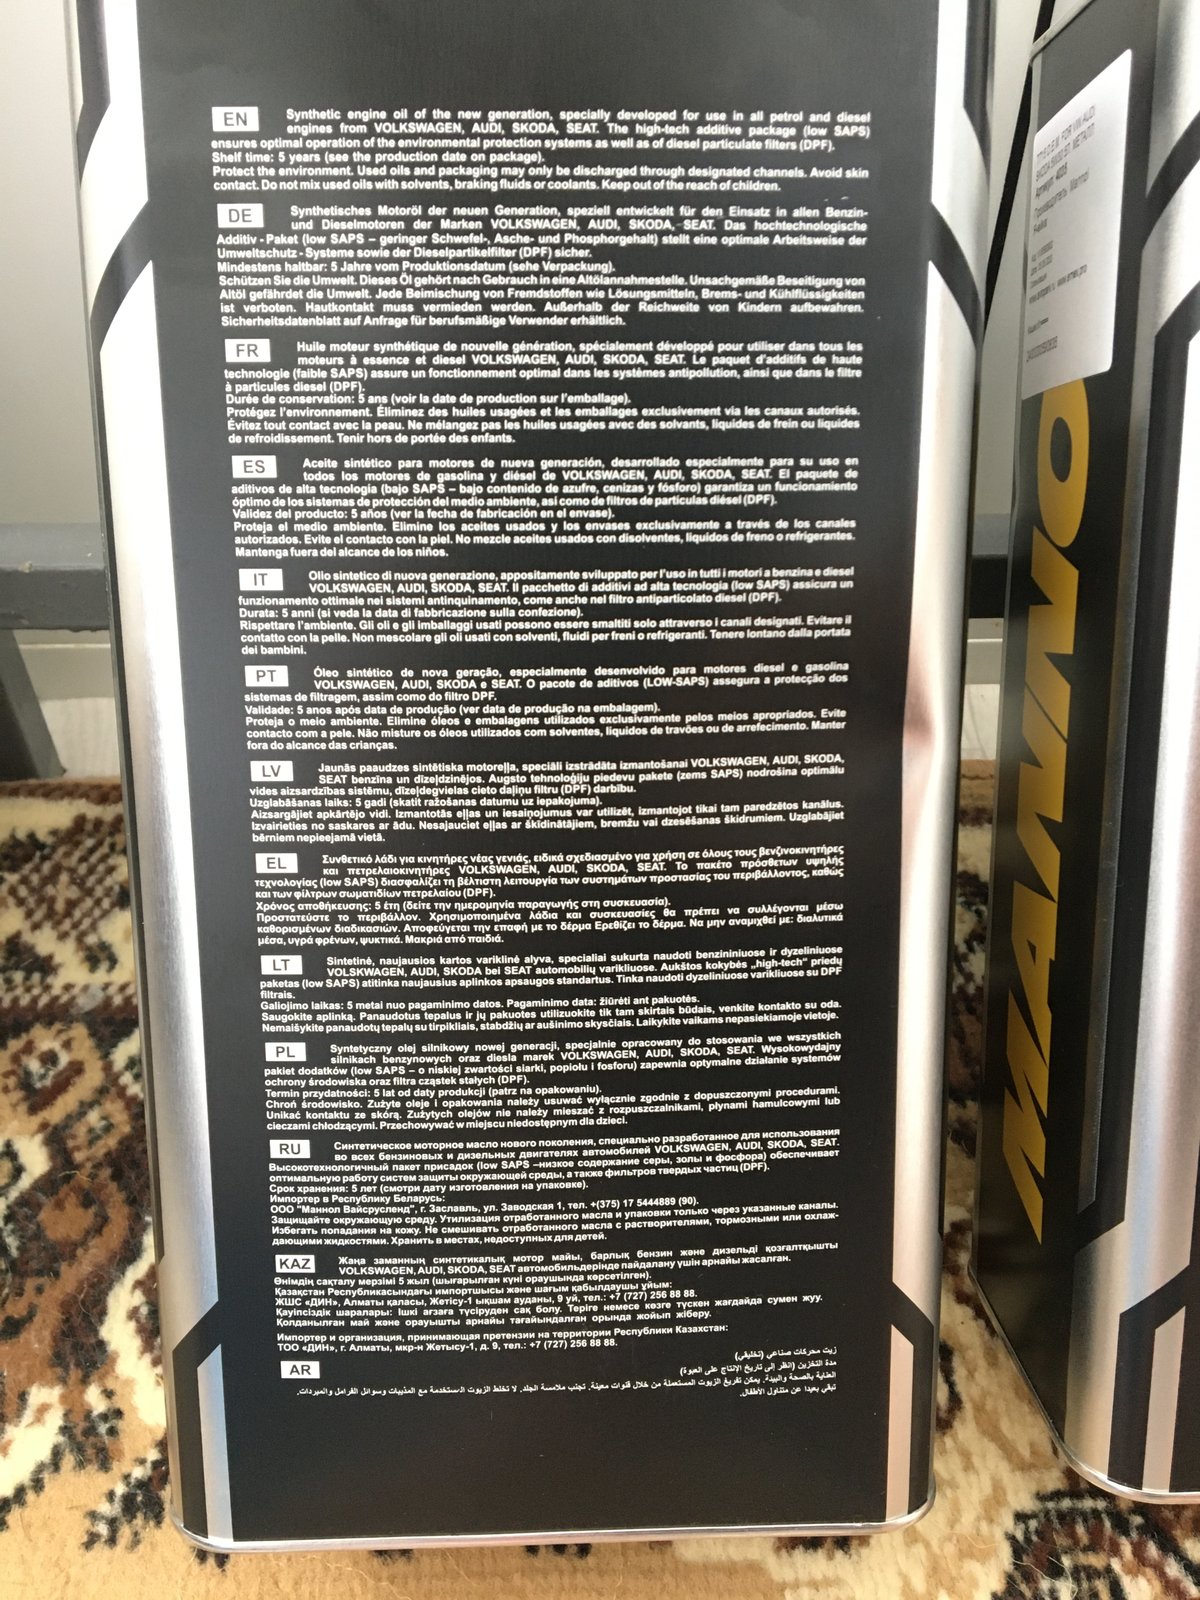 EN
Synthetic engine oil of the new generation, specially developed for use in all petrol and diesel
engines from VOLKSWAGEN, AUDI, SKODA, SEAT. The high-tech additive package (low SAPS)
ensures optimal operation of the environmental protection systems as well as of diesel particulate filters (DPF).
Shelf time: 5 years (see the production date on package).
Protect the environment. Used oils and packaging may only be discharged through designated channels. Avoid skin
contact. Do not mix used oils with solvents, braking fluids or coolants. Keep out of the reach of children.
DE
Synthetisches Motoröl der neuen Generation, speziell entwickelt für den Einsatz in allen Benzin-
und Dieselmotoren der Marken VOLKSWAGEN, AUDI, SKODA, SEAT. Das hochtechnologische
Additiv - Paket (low SAPS – geringer Schwefel-, Asche- und Phosphorgehalt) stellt eine optimale Arbeitsweise der
Umweltschutz - Systeme sowie der Dieselpartikelfilter (DPF) sicher.
Mindestens haltbar: 5 Jahre vom Produktionsdatum (sehe Verpackung).
Schützen Sie die Umwelt. Dieses Öl gehört nach Gebrauch in eine Altölannahmestelle. Unsachgemäße Beseitigung von
Altöl gefährdet die Umwelt. Jede Beimischung von Fremdstoffen wie Lösungsmitteln, Brems- und Kühlflüssigkeiten
ist verboten. Hautkontakt muss vermieden werden. Außerhalb der Reichweite von Kindern aufbewahren.
Sicherheitsdatenblatt auf Anfrage für berufsmäßige Verwender erhältlich.
FR
Huile moteur synthétique de nouvelle génération, spécialement développé pour utiliser dans tous les
moteurs à essence et diesel VOLKSWAGEN, AUDI, SKODA, SEAT. Le paquet d'additifs de haute
technologie (faible SAPS) assure un fonctionnement optimal dans les systèmes antipollution, ainsi que dans le filtre
à particules diesel (DPF).
Durée de conservation: 5 ans (voir la date de production sur l'emballage).
Protégez l'environnement. Éliminez des huiles usagées et les emballages exclusivement via les canaux autorisés.
Évitez tout contact avec la peau. Ne mélangez pas les huiles usagées avec des solvants, liquides de frein ou liquides
de refroidissement. Tenir hors de portée des enfants.
ES
Aceite sintético para motores de nueva generación, desarrollado especialmente para su uso en
todos los motores de gasolina y diésel de VOLKSWAGEN, AUDI, SKODA, SEAT. El paquete de
aditivos de alta tecnología (bajo SAPS – bajo contenido de azufre, cenizas y fósforo) garantiza un funcionamiento
óptimo de los sistemas de protección del medio ambiente, así como de filtros de partículas diésel (DPF).
Validez del producto: 5 años (ver la fecha de fabricación en el envase).
Proteja el medio ambiente. Elimine los aceites usados y los envases exclusivamente a través de los canales
autorizados. Evite el contacto con la piel. No mezcle aceites usados con disolventes, liquidos de freno o refrigerantes.
Mantenga fuera del alcance de los niños.
IT
Olio sintetico di nuova generazione, appositamente sviluppato per l'uso in tutti i motori a benzina e diesel
VOLKSWAGEN, AUDI, SKODA, SEAT. Il pacchetto di additivi ad alta tecnologia (low SAPS) assicura un
funzionamento ottimale nei sistemi antinquinamento, come anche nel filtro antiparticolato diesel (DPF).
Durata: 5 anni (si veda la data di fabbricazione sulla confezione).
Rispettare l'ambiente. Gli oli e gli imballaggi usati possono essere smaltiti solo attraverso i canali designati. Evitare il
contatto con la pelle. Non mescolare gli oli usati con solventi, fluidi per freni o refrigeranti. Tenere lontano dalla portata
dei bambini.
PT
Óleo sintético de nova geração, especialmente desenvolvido para motores diesel e gasolina
VOLKSWAGEN, AUDI, SKODA e SEAT. O pacote de aditivos (LOW-SAPS) assegura a protecção dos
sistemas de filtragem, assim como do filtro DPF.
Validade: 5 anos após data de produção (ver data de produção na embalagem).
Proteja o meio ambiente. Elimine óleos e embalagens utilizados exclusivamente pelos meios apropriados. Evite
contacto com a pele. Não misture os óleos utilizados com solventes, líquidos de travões ou de arrefecimento. Manter
fora do alcance das crianças.
LV
Jaunās paaudzes sintētiska motoreļļa, speciāli izstrādāta izmantošanai VOLKSWAGEN, AUDI, SKODA,
SEAT benzīna un dīzeļdzinējos. Augsto tehnoloģiju piedevu pakete (zems SAPS) nodrošina optimālu
vides aizsardzības sistēmu, dīzeļdegvielas cieto daļiņu filtru (DPF) darbību.
Uzglabāšanas laiks: 5 gadi (skatīt ražošanas datumu uz iepakojuma).
Aizsargājiet apkārtējo vidi. Izmantotās eļļas un iesaiņojumus var utilizēt, izmantojot tikai tam paredzētos kanālus.
Izvairieties no saskares ar ādu. Nesajauciet eļļas ar šķīdinātājiem, bremžu vai dzesēšanas šķidrumiem. Uzglabājiet
bērniem nepieejamā vietā.
EL
Συνθετικό λάδι για κινητήρες νέας γενιάς, ειδικά σχεδιασμένο για χρήση σε όλους τους βενζινοκινητήρες
και πετρελαιοκινητήρες VOLKSWAGEN, AUDI, SKODA, SEAT. Το πακέτο πρόσθετων υψηλής
τεχνολογίας (low SAPS) διασφαλίζει τη βέλτιστη λειτουργία των συστημάτων προστασίας του περιβάλλοντος, καθώς
και των φίλτρων σωματιδίων πετρελαίου (DPF).
Χρόνος αποθήκευσης: 5 έτη (δείτε την ημερομηνία παραγωγής στη συσκευασία).
Προστατεύστε το περιβάλλον. Χρησιμοποιημένα λάδια και συσκευασίες θα πρέπει να συλλέγονται μέσω
καθορισμένων διαδικασιών. Αποφεύγεται την επαφή με το δέρμα Ερεθίζει το δέρμα. Να μην αναμιχθεί με: διαλυτικά
μέσα, υγρά φρένων, ψυκτικά. Μακριά από παιδιά.
LT
Sintetinė, naujausios kartos variklinė alyva, specialiai sukurta naudoti benzininiuose ir dyzeliniuose
VOLSKWAGEN, AUDI, SKODA bei SEAT automobilių varikliuose. Aukštos kokybės „high-tech“ priedų
paketas (low SAPS) atitinka naujausius aplinkos apsaugos standartus. Tinka naudoti dyzeliniuose varikliuose su DPF
filtrais.
Galiojimo laikas: 5 metai nuo pagaminimo datos. Pagaminimo data: žiūrėti ant pakuotės.
Saugokite aplinką. Panaudotus tepalus ir jų pakuotes utilizuokite tik tam skirtais būdais, venkite kontakto su oda.
Nemaišykite panaudotų tepalų su tirpikliais, stabdžių ar aušinimo skysčiais. Laikykite vaikams nepasiekiamoje vietoje.
PL
Syntetyczny olej silnikowy nowej generacji, specjalnie opracowany do stosowania we wszystkich
silnikach benzynowych oraz diesla marek VOLKSWAGEN, AUDI, SKODA, SEAT. Wysokowydajny
pakiet dodatków (low SAPS – o niskiej zwartości siarki, popiołu i fosforu) zapewnia optymalne działanie systemów
ochrony środowiska oraz filtra cząstek stałych (DPF).
Termin przydatności: 5 lat od daty produkcji (patrz na opakowaniu).
Chroń środowisko. Zużyte oleje i opakowania należy usuwać wyłącznie zgodnie z dopuszczonymi procedurami.
Unikać kontaktu ze skórą. Zużytych olejów nie należy mieszać z rozpuszczalnikami, płynami hamulcowymi lub
cieczami chłodzącymi. Przechowywać w miejscu niedostępnym dla dzieci.
RU
Синтетическое моторное масло нового поколения, специально разработанное для использования
во всех бензиновых и дизельных двигателях автомобилей VOLKSWAGEN, AUDI, SKODA, SEAT.
Высокотехнологичный пакет присадок (low SAPS –низкое содержание серы, золы и фосфора) обеспечивает
оптимальную работу систем защиты окружающей среды, а также фильтров твердых частиц (DPF).
Срок хранения: 5 лет (смотри дату изготовления на упаковке).
Импортер в Республику Беларусь:
ООО "Маннол Вайсрусленд", г. Заславль, ул. Заводская 1, тел. +(375) 17 5444889 (90).
Защищайте окружающую среду. Утилизация отработанного масла и упаковки только через указанные каналы.
Избегать попадания на кожу. Не смешивать отработанного масла с растворителями, тормозными или охлаж-
дающими жидкостями. Хранить в местах, недоступных для детей.
KAZ
Жаңа заманның синтетикалық мотор майы, барлық бензин және дизельді қозғалтқышты
VOLKSWAGEN, AUDI, SKODA, SEAT автомобильдерінде пайдалану үшін арнайы жасалған.
Өнімдің сақталу мерзімі 5 жыл (шығарылған күні ораушында көрсетілген).
Қазақстан Республикасындағы импортшысы және шағым қабылдаушы ұйым:
ЖШС «ДИН», Алматы қаласы, Жетісу-1 ықшам ауданы, 9 уй, тел.: +7 (727) 256 88 88.
Қауіпсіздік шаралары: Ішкі ағзаға түсіруден сақ болу. Теріге немесе көзге түскен жағдайда сумен жуу.
Қолданылған май және орауышты арнайы тағайындалған орында жойып жіберу.
Импортер и организация, принимающая претензии на территории Республики Казахстан:
ТОО «ДИН», г. Алматы, мкр-н Жетысу-1, д. 9, тел.: +7 (727) 256 88 88.
AR
زيت محركات صناعي (تخليقي)
مدة التخزين (انظر إلى تاريخ الإنتاج على العبوة)
العناية بالصحة والبيئة. يمكن تفريغ الزيوت المستعملة من خلال قنوات معينة. تجنب ملامسة الجلد. لا تخلط الزيوت المستخدمة مع المذيبات وسوائل الفرامل والمبردات.
تبقي بعيدا عن متناول الأطفال.
MANNO
7715 O.E.M. FOR VW AUDI
Артикул: 4025
Производитель: Mannol